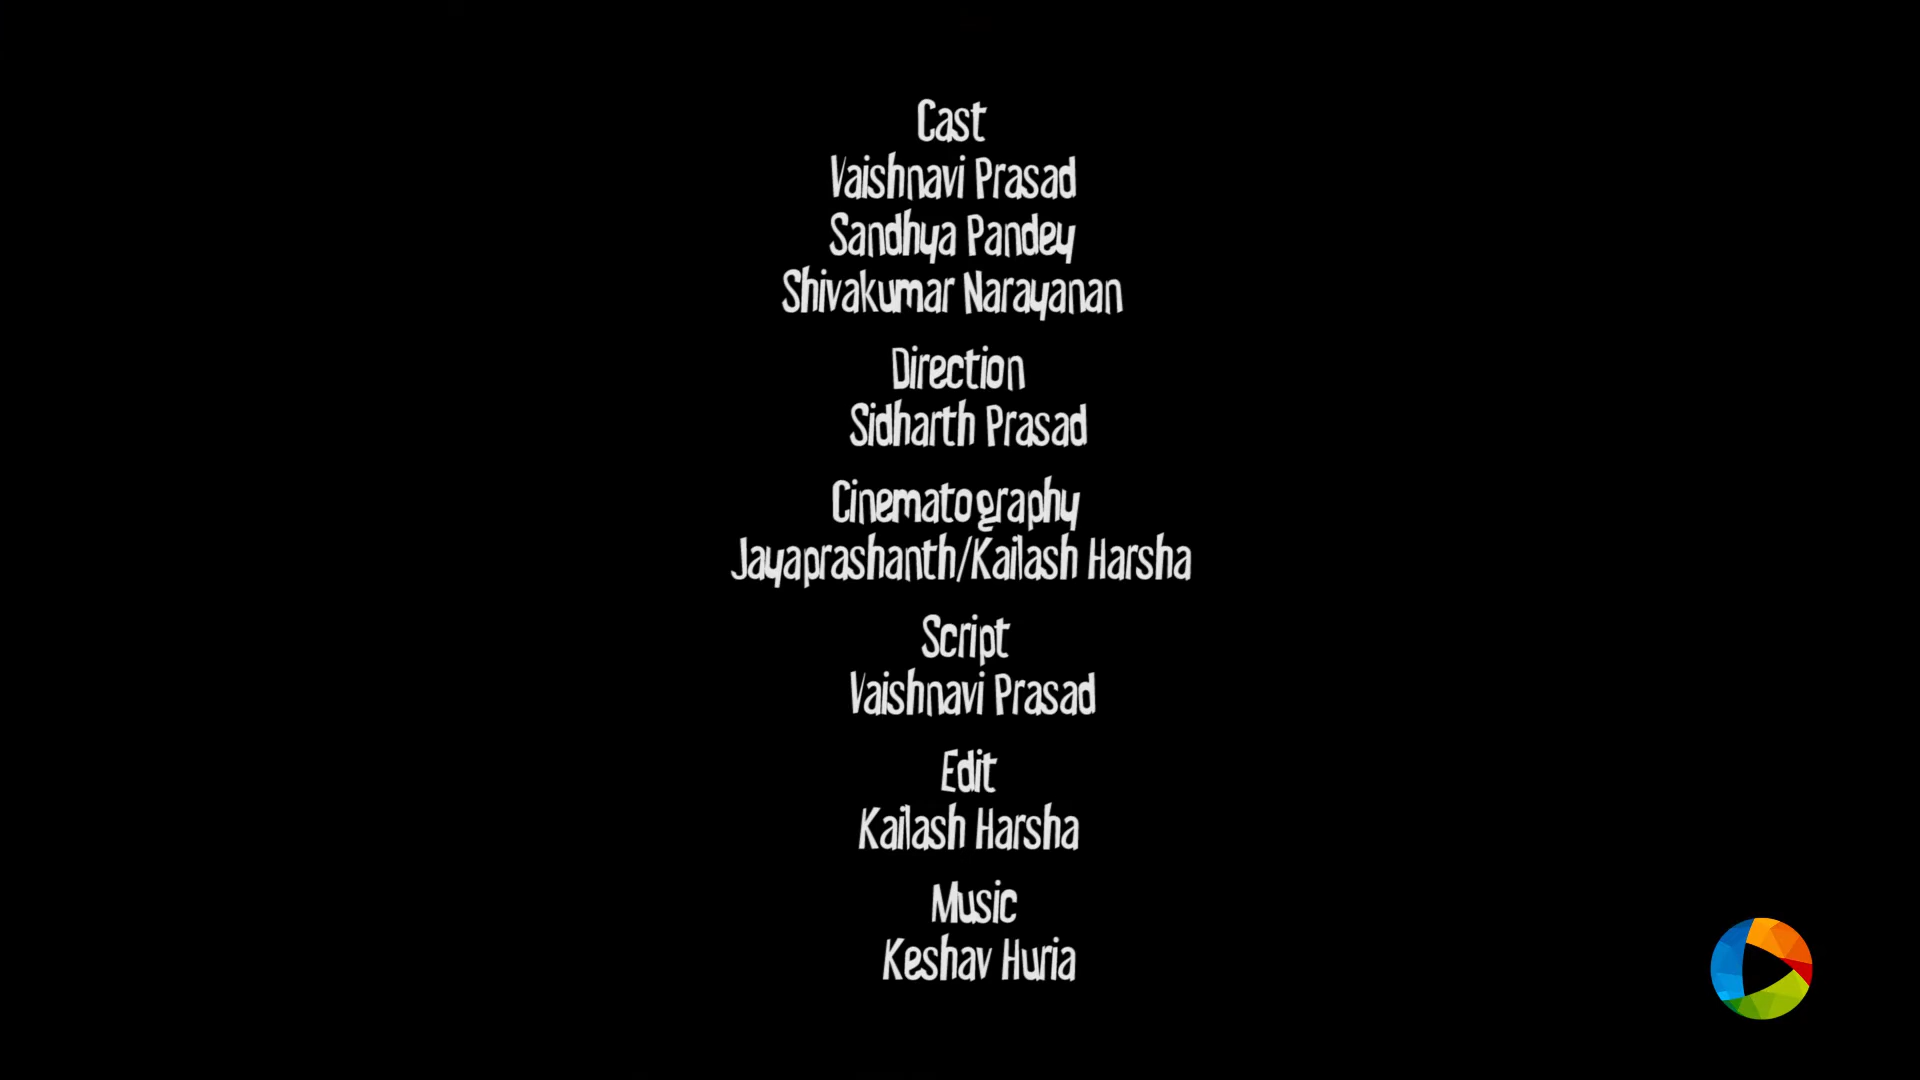 Cast
Vaishnavi Prasad
Sandhya Pandey
Shivakumar Narayanan
Direction
Sidharth Prasad
Cinematography
Jayaprashanth/Kailash Harsha
Script
Vaishnavi Prasad
Edit
Kailash Harsha
Music
Keshav Huria